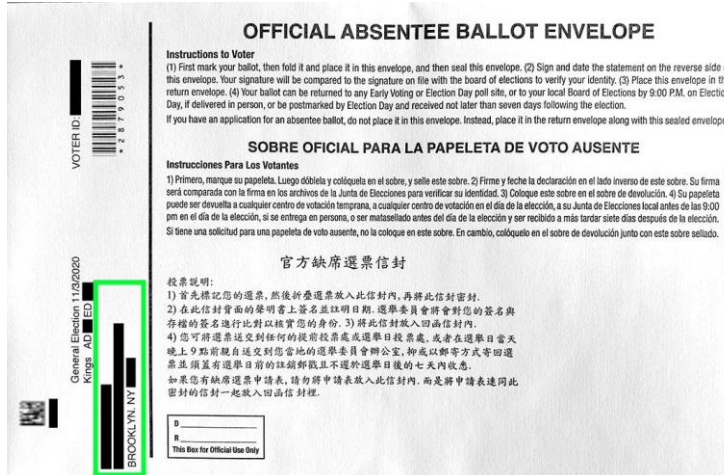 OFFICIAL ABSENTEE BALLOT ENVELOPE
Instructions to Voter
(1) First mark your ballot, then fold it and place it in this envelope, and then seal this envelope. (2) Sign and date the statement on the reverse side
this envelope. Your signature will be compared to the signature on file with the board of elections to verify your identity. (3) Place this envelope in
return envelope. (4) Your ballot can be returned to any Early Voting or Election Day poll site, or to your local Board of Elections by 9:00 P.M. on
Day, if delivered in person, or be postmarked by Election Day and received not later than seven days following the election.
If you have an application for an absentee ballot, do not place it in this envelope. Instead, place it in the return envelope along with this sealed
SOBRE OFICIAL PARA LA PAPELETA DE VOTO AUSENTE
Instrucciones Para Los Votantes
1) Primero, marque su papeleta. Luego dóblela y colóquela en el sobre, y selle este sobre. 2) Firme y feche la declaración en el lado inverso de este sobre. Su firma
será comparada con la firma en los archivos de la Junta de Elecciones para verificar su identidad. 3) Coloque este sobre en el sobre de devolución. 4) Su papeleta
puede ser devuelta a cualquier centro de votación temprana, a cualquier centro de votación en el día de la elección, a su Junta de Elecciones local antes de las 9:00
pm en el día de la elección, si se entrega en persona, o ser matasellado antes del día de la elección y ser recibido a más tardar siete días después de la elección.
Si tiene una solicitud para una papeleta de voto ausente, no la coloque en este sobre. En cambio, colóquelo en el sobre de devolución junto con este sobre sellado.
官方缺席選票信封
投票説明:
1) 首先標記您的選票, 然後折疊選票放入此信封內, 再將此信封密封.
2) 在此信封背面的聲明書上簽名並註明日期. 選舉委員會將會對您的簽名與
存檔的簽名進行比對以核實您的身份. 3) 將此信封放入回函信封內.
4) 您可將選票送交到任何的提前投票處或選舉日投票處, 或者在選舉日當天
晚上 9 點前親自送交到您當地的選舉委員會辦公室, 抑或以郵寄方式寄回選
票並須蓋有選舉日前的註銷郵戳且不遲於選舉日後的七天內收悉.
如果您有缺席選票申請表, 請勿將申請表放入此信封內. 而是將申請表連同此
密封的信封一起放入回函信封裡.
D
R
This Box for Official Use Only
VOTER ID:
*2879053*
General Election 11/3/2020
Kings AD ED
BROOKLYN. NY